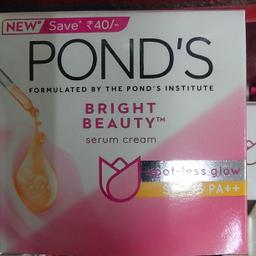 NEW* Save* ₹40/-
POND'S
FORMULATED BY THE POND'S INSTITUTE
BRIGHT
BEAUTY™
serum cream
spot-less glow
PA++